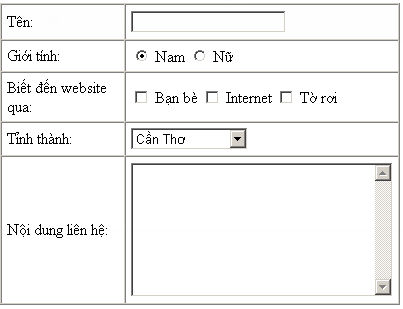 Tên:
Giới tính: Nam Nữ
Biết đến website
qua: Bạn bè Internet Tờ rơi
Tỉnh thành: Cần Thơ
Nội dung liên hệ: